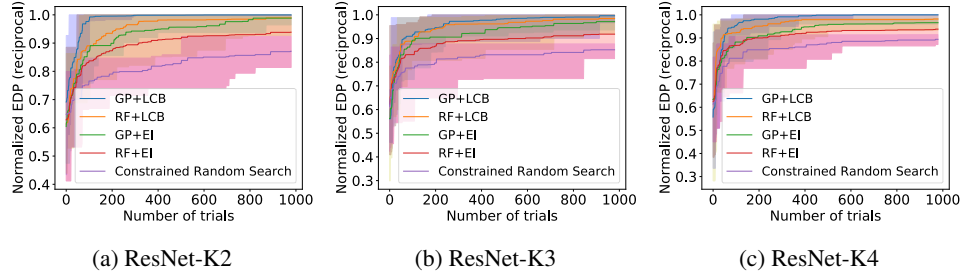 Normalized EDP (reciprocal)
1.0
0.9
0.8
0.7
0.6
0.5
0.4
GP+LCB
RF+LCB
GP+EI
RF+EI
Constrained Random Search
0 200 400 600 800 1000
Number of trials
(a) ResNet-K2
Normalized EDP (reciprocal)
1.0
0.9
0.8
0.7
0.6
0.5
0.4
0.3
GP+LCB
RF+LCB
GP+EI
RF+EI
Constrained Random Search
0 200 400 600 800 1000
Number of trials
(b) ResNet-K3
Normalized EDP (reciprocal)
1.0
0.9
0.8
0.7
0.6
0.5
0.4
0.3
GP+LCB
RF+LCB
GP+EI
RF+EI
Constrained Random Search
0 200 400 600 800 1000
Number of trials
(c) ResNet-K4